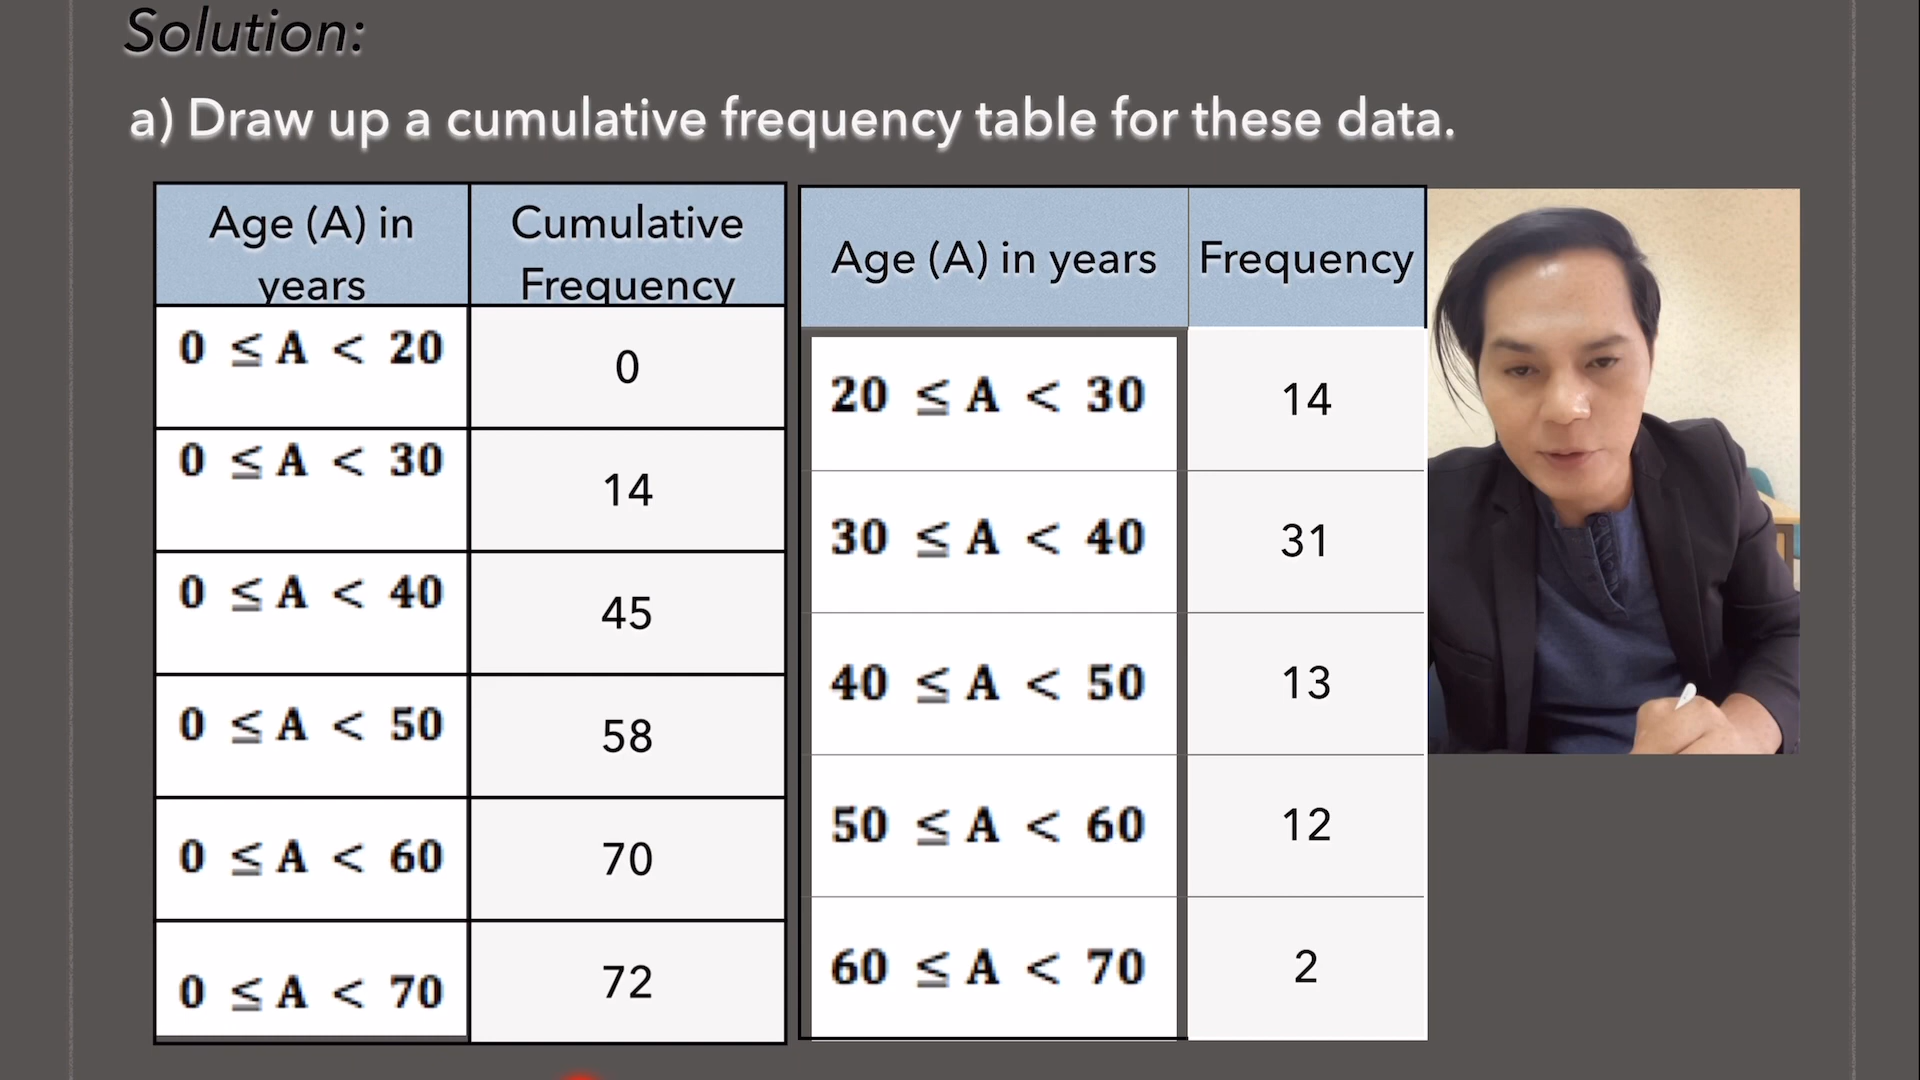 Solution:
a) Draw up a cumulative frequency table for these data.
Age (A) in
years
Cumulative
Frequency
0 ≤ A < 20
0
0 ≤ A < 30
14
0 ≤ A < 40
45
0 ≤ A < 50
58
0 ≤ A < 60
70
0 ≤ A < 70
72
Age (A) in years
Frequency
20 ≤ A < 30
14
30 ≤ A < 40
31
40 ≤ A < 50
13
50 ≤ A < 60
12
60 ≤ A < 70
2